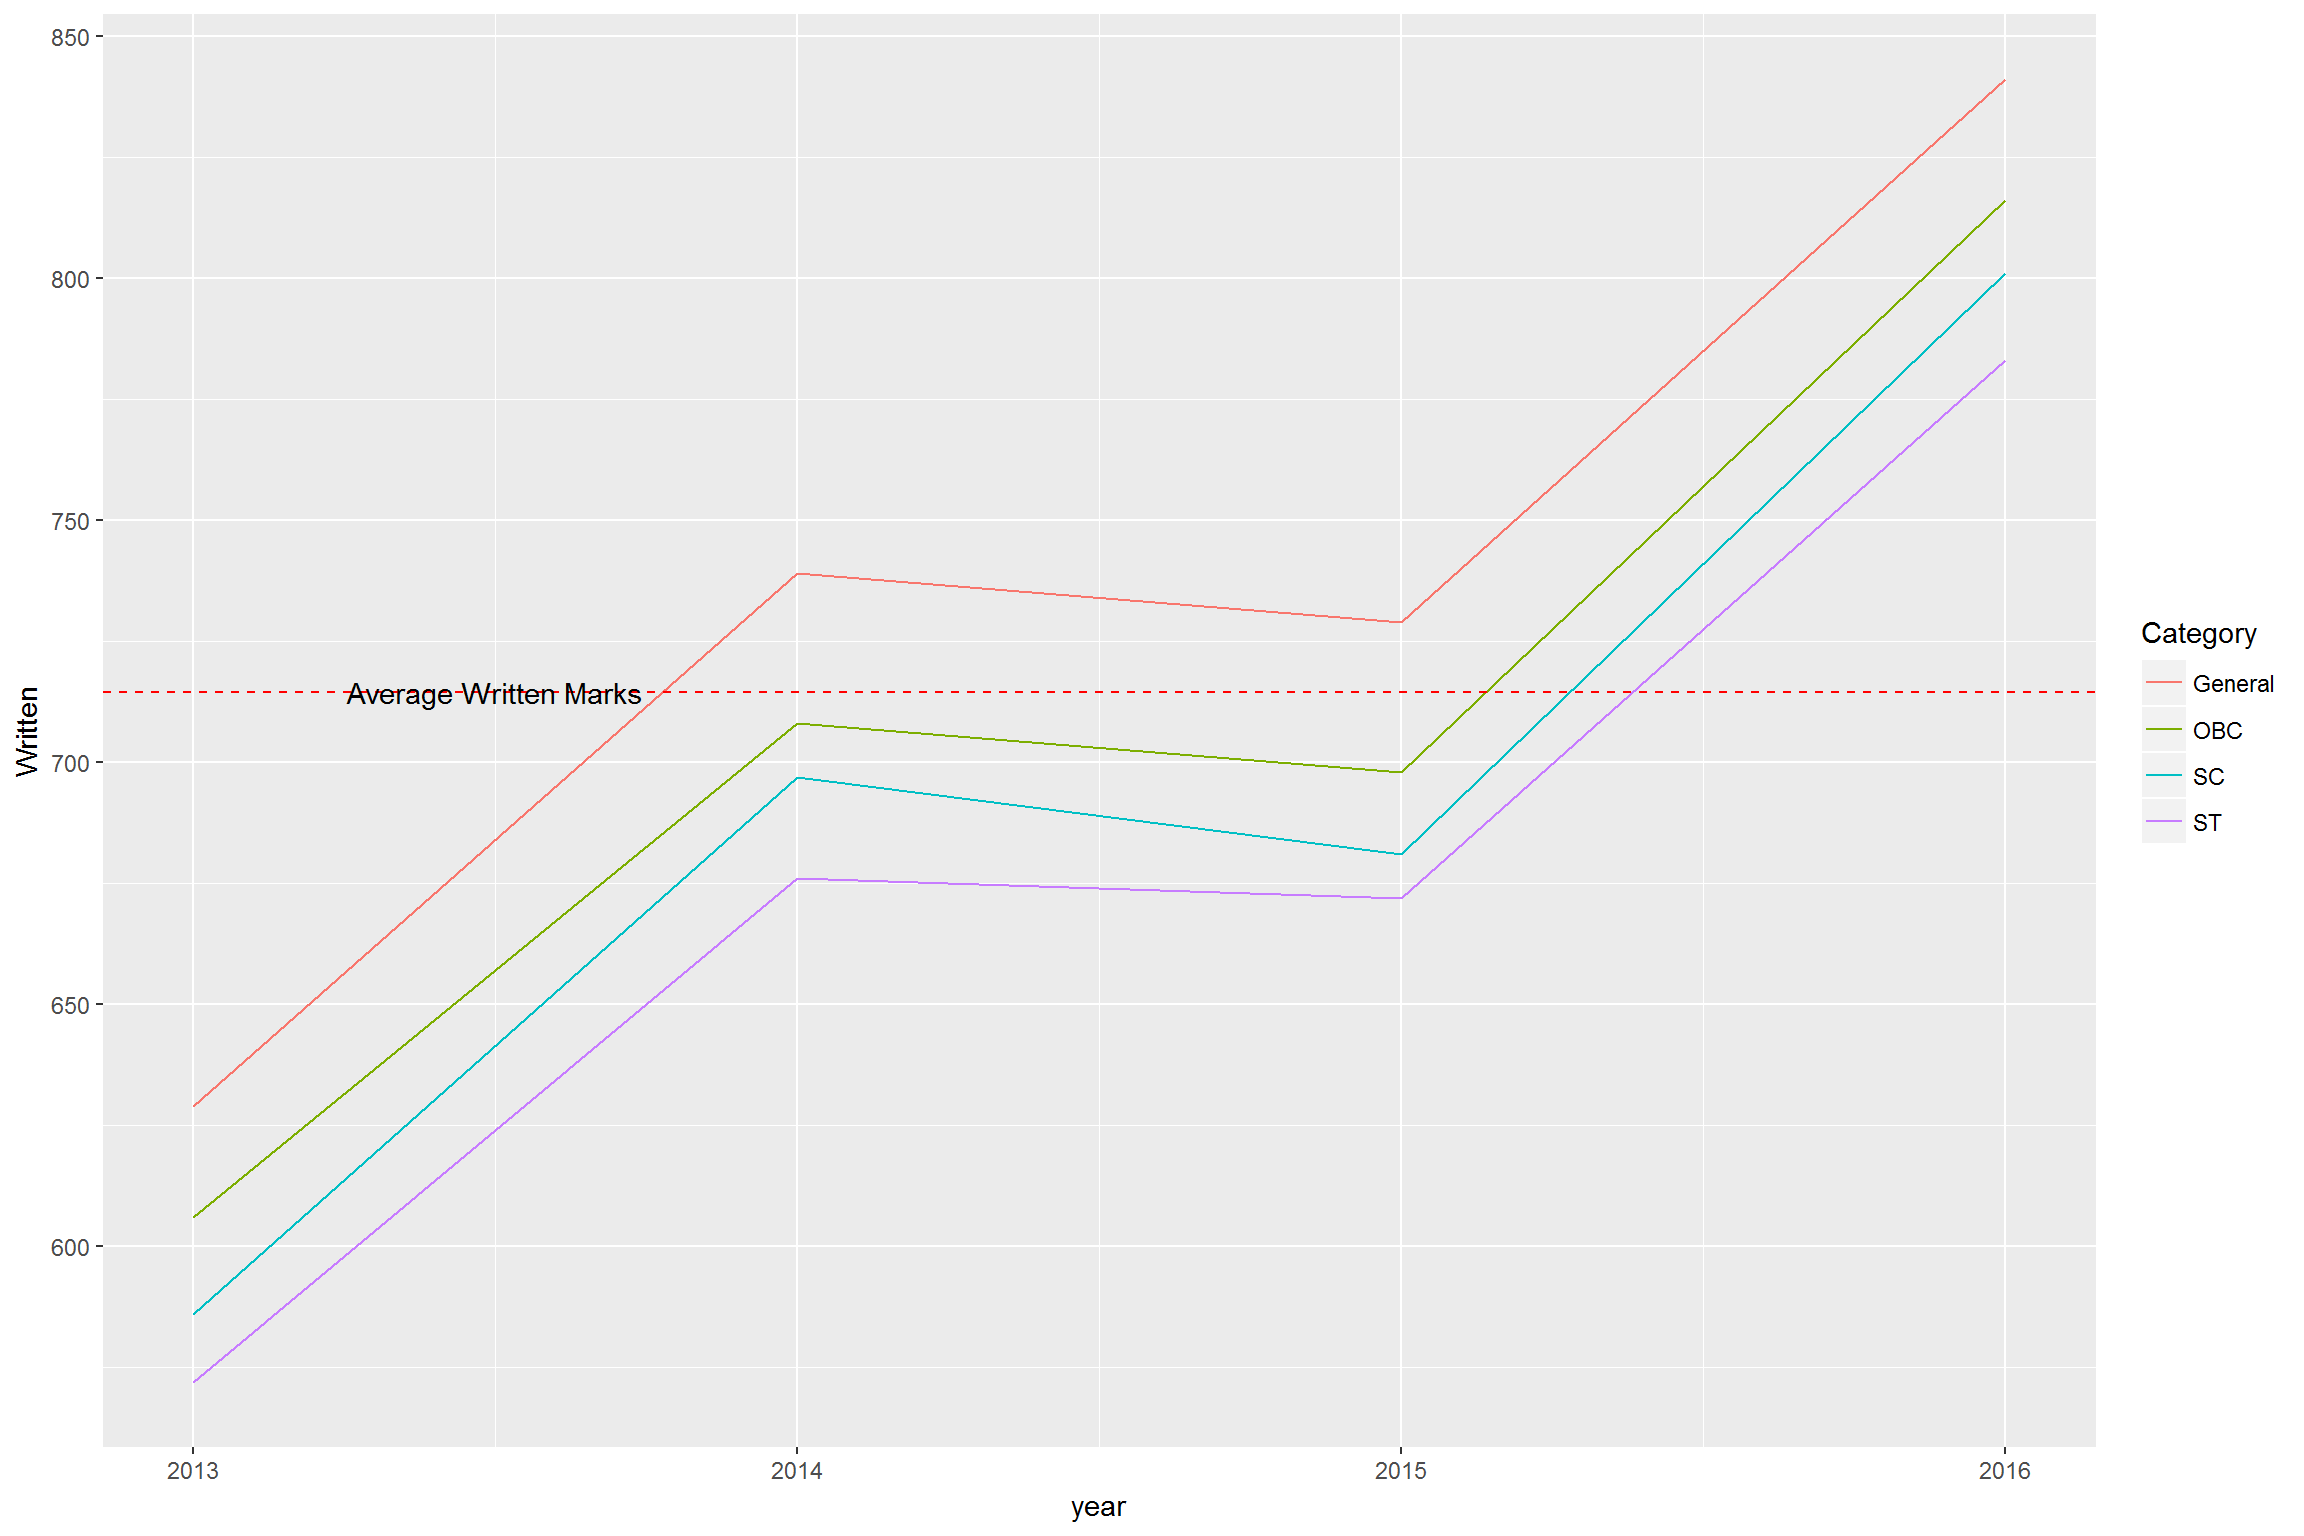 850
800
750
700
650
600
Written
Average Written Marks
2013
2014
2015
2016
year
Category
General
OBC
SC
ST